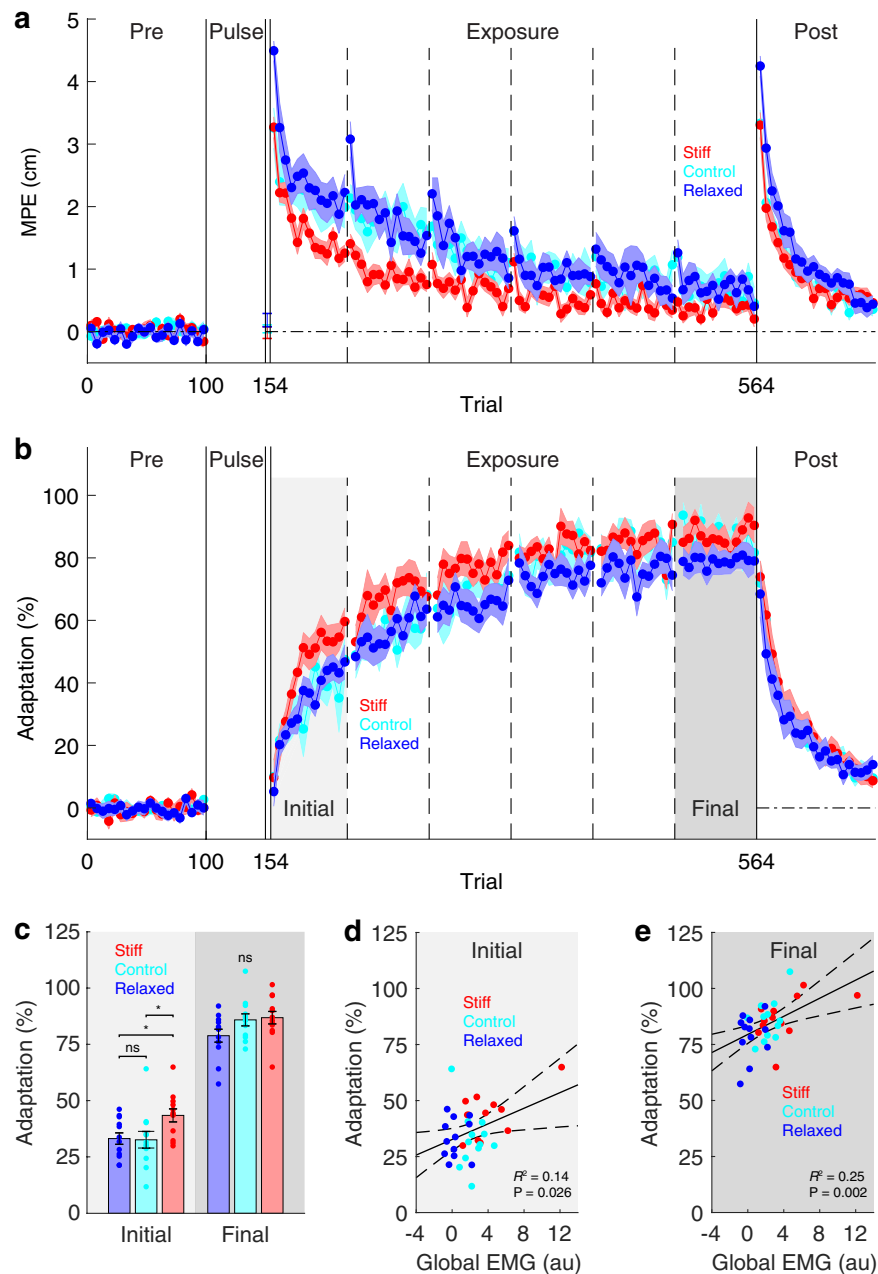 a
Pre
Pulse
Exposure
Post
5
4
3
2
1
0
MPE (cm)
Stiff
Control
Relaxed
0
100
154
564
Trial
b
Pre
Pulse
Exposure
Post
100
80
60
40
20
0
Adaptation (%)
Stiff
Control
Relaxed
Initial
Final
0
100
154
564
Trial
c
125
100
75
50
25
0
Adaptation (%)
Stiff
Control
Relaxed
ns
*
*
ns
Initial
Final
d
Initial
125
100
75
50
25
0
Adaptation (%)
Stiff
Control
Relaxed
R² = 0.14
P = 0.026
-4 0 4 8 12
Global EMG (au)
e
Final
125
100
75
50
25
0
Adaptation (%)
Stiff
Control
Relaxed
R² = 0.25
P = 0.002
-4 0 4 8 12
Global EMG (au)